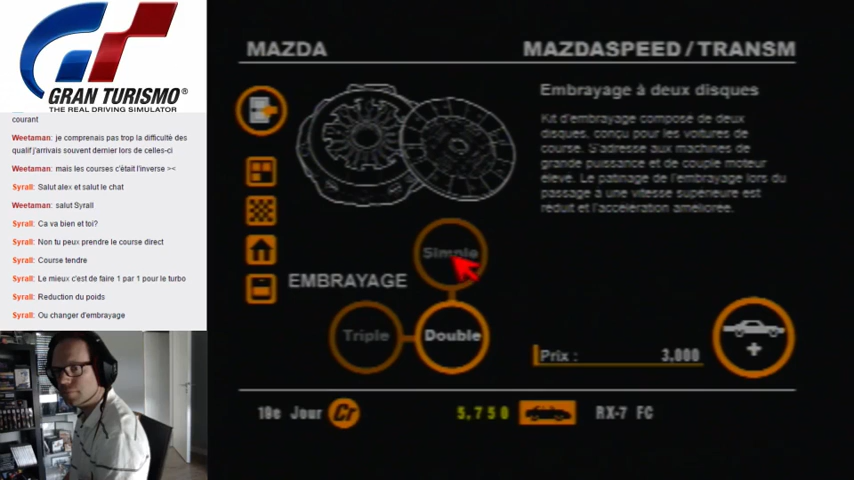 GRAN TURISMO®
THE REAL DRIVING SIMULATOR
courant
Weetaman: je comprenais pas trop la difficulté des
qualif j'arrivais souvent dernier lors de celles-ci
Weetaman: mais les courses c'était l'inverse ><
Syrall: Salut alex et salut le chat
Weetaman: salut Syrall
Syrall: Ca va bien et toi?
Syrall: Non tu peux prendre le course direct
Syrall: Course tendre
Syrall: Le mieux c'est de faire 1 par 1 pour le turbo
Syrall: Reduction du poids
Syrall: Ou changer d'embrayage
MAZDA
MAZDASPEED / TRANSM
Embrayage à deux disques
Kit d'embrayage composé de deux
disques, conçu pour les voitures de
course. S'adresse aux machines de
grande puissance et de couple moteur
élevé. Le patinage de l'embrayage lors du
passage à une vitesse supérieure est
réduit et l'accélération améliorée.
Simple
EMBRAYAGE
Triple
Double
Prix : 3,000
19e Jour
Cr
5,750
RX-7 FC